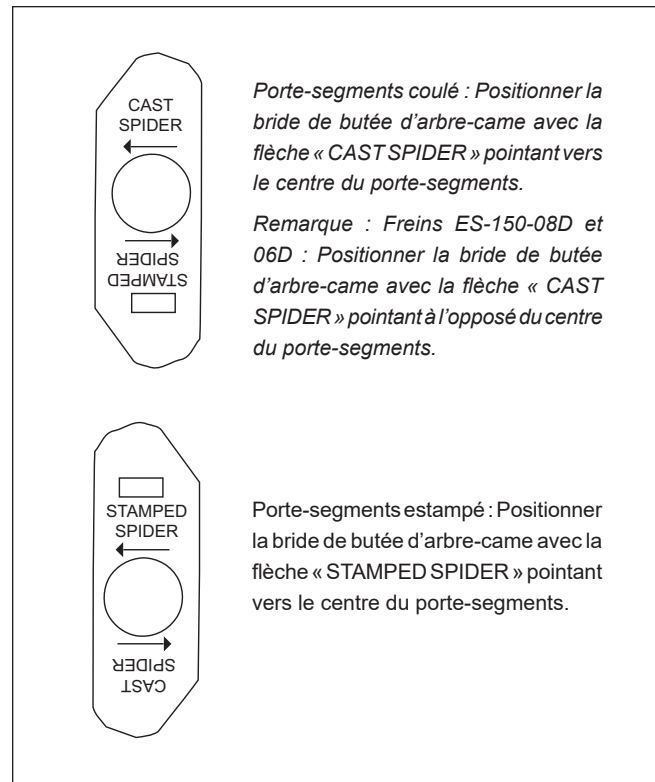 CAST
SPIDER
SPIDER
STAMPED
Porte-segments coulé : Positionner la
bride de butée d'arbre-came avec la
flèche « CAST SPIDER » pointant vers
le centre du porte-segments.
Remarque : Freins ES-150-08D et
06D : Positionner la bride de butée
d'arbre-came avec la flèche « CAST
SPIDER » pointant à l'opposé du centre
du porte-segments.
STAMPED
SPIDER
SPIDER
CAST
Porte-segments estampé : Positionner
la bride de butée d'arbre-came avec la
flèche « STAMPED SPIDER » pointant
vers le centre du porte-segments.